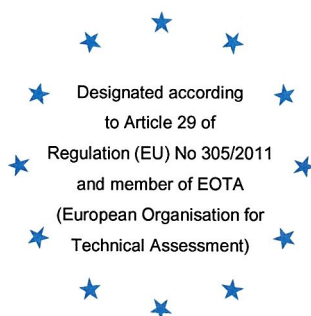 Designated according
to Article 29 of
Regulation (EU) No 305/2011
and member of EOTA
(European Organisation for
Technical Assessment)